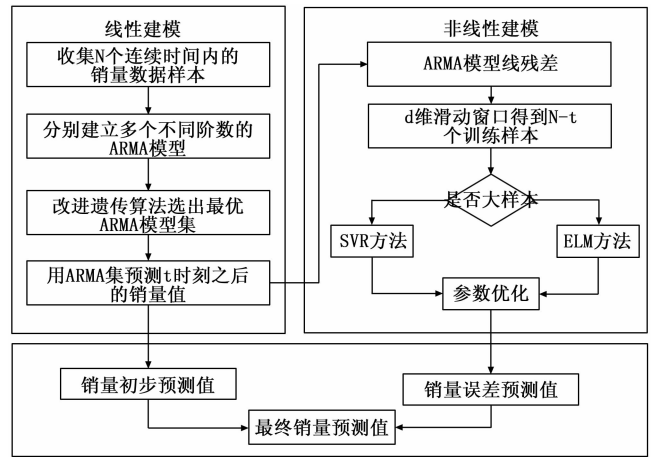 线性建模
收集N个连续时间内的
销量数据样本
分别建立多个不同阶数的
ARMA模型
改进遗传算法选出最优
ARMA模型集
用ARMA集预测t时刻之后
的销量值
非线性建模
ARMA模型线残差
d维滑动窗口得到N-t
个训练样本
是否大样本
SVR方法
ELM方法
参数优化
销量初步预测值
销量误差预测值
最终销量预测值